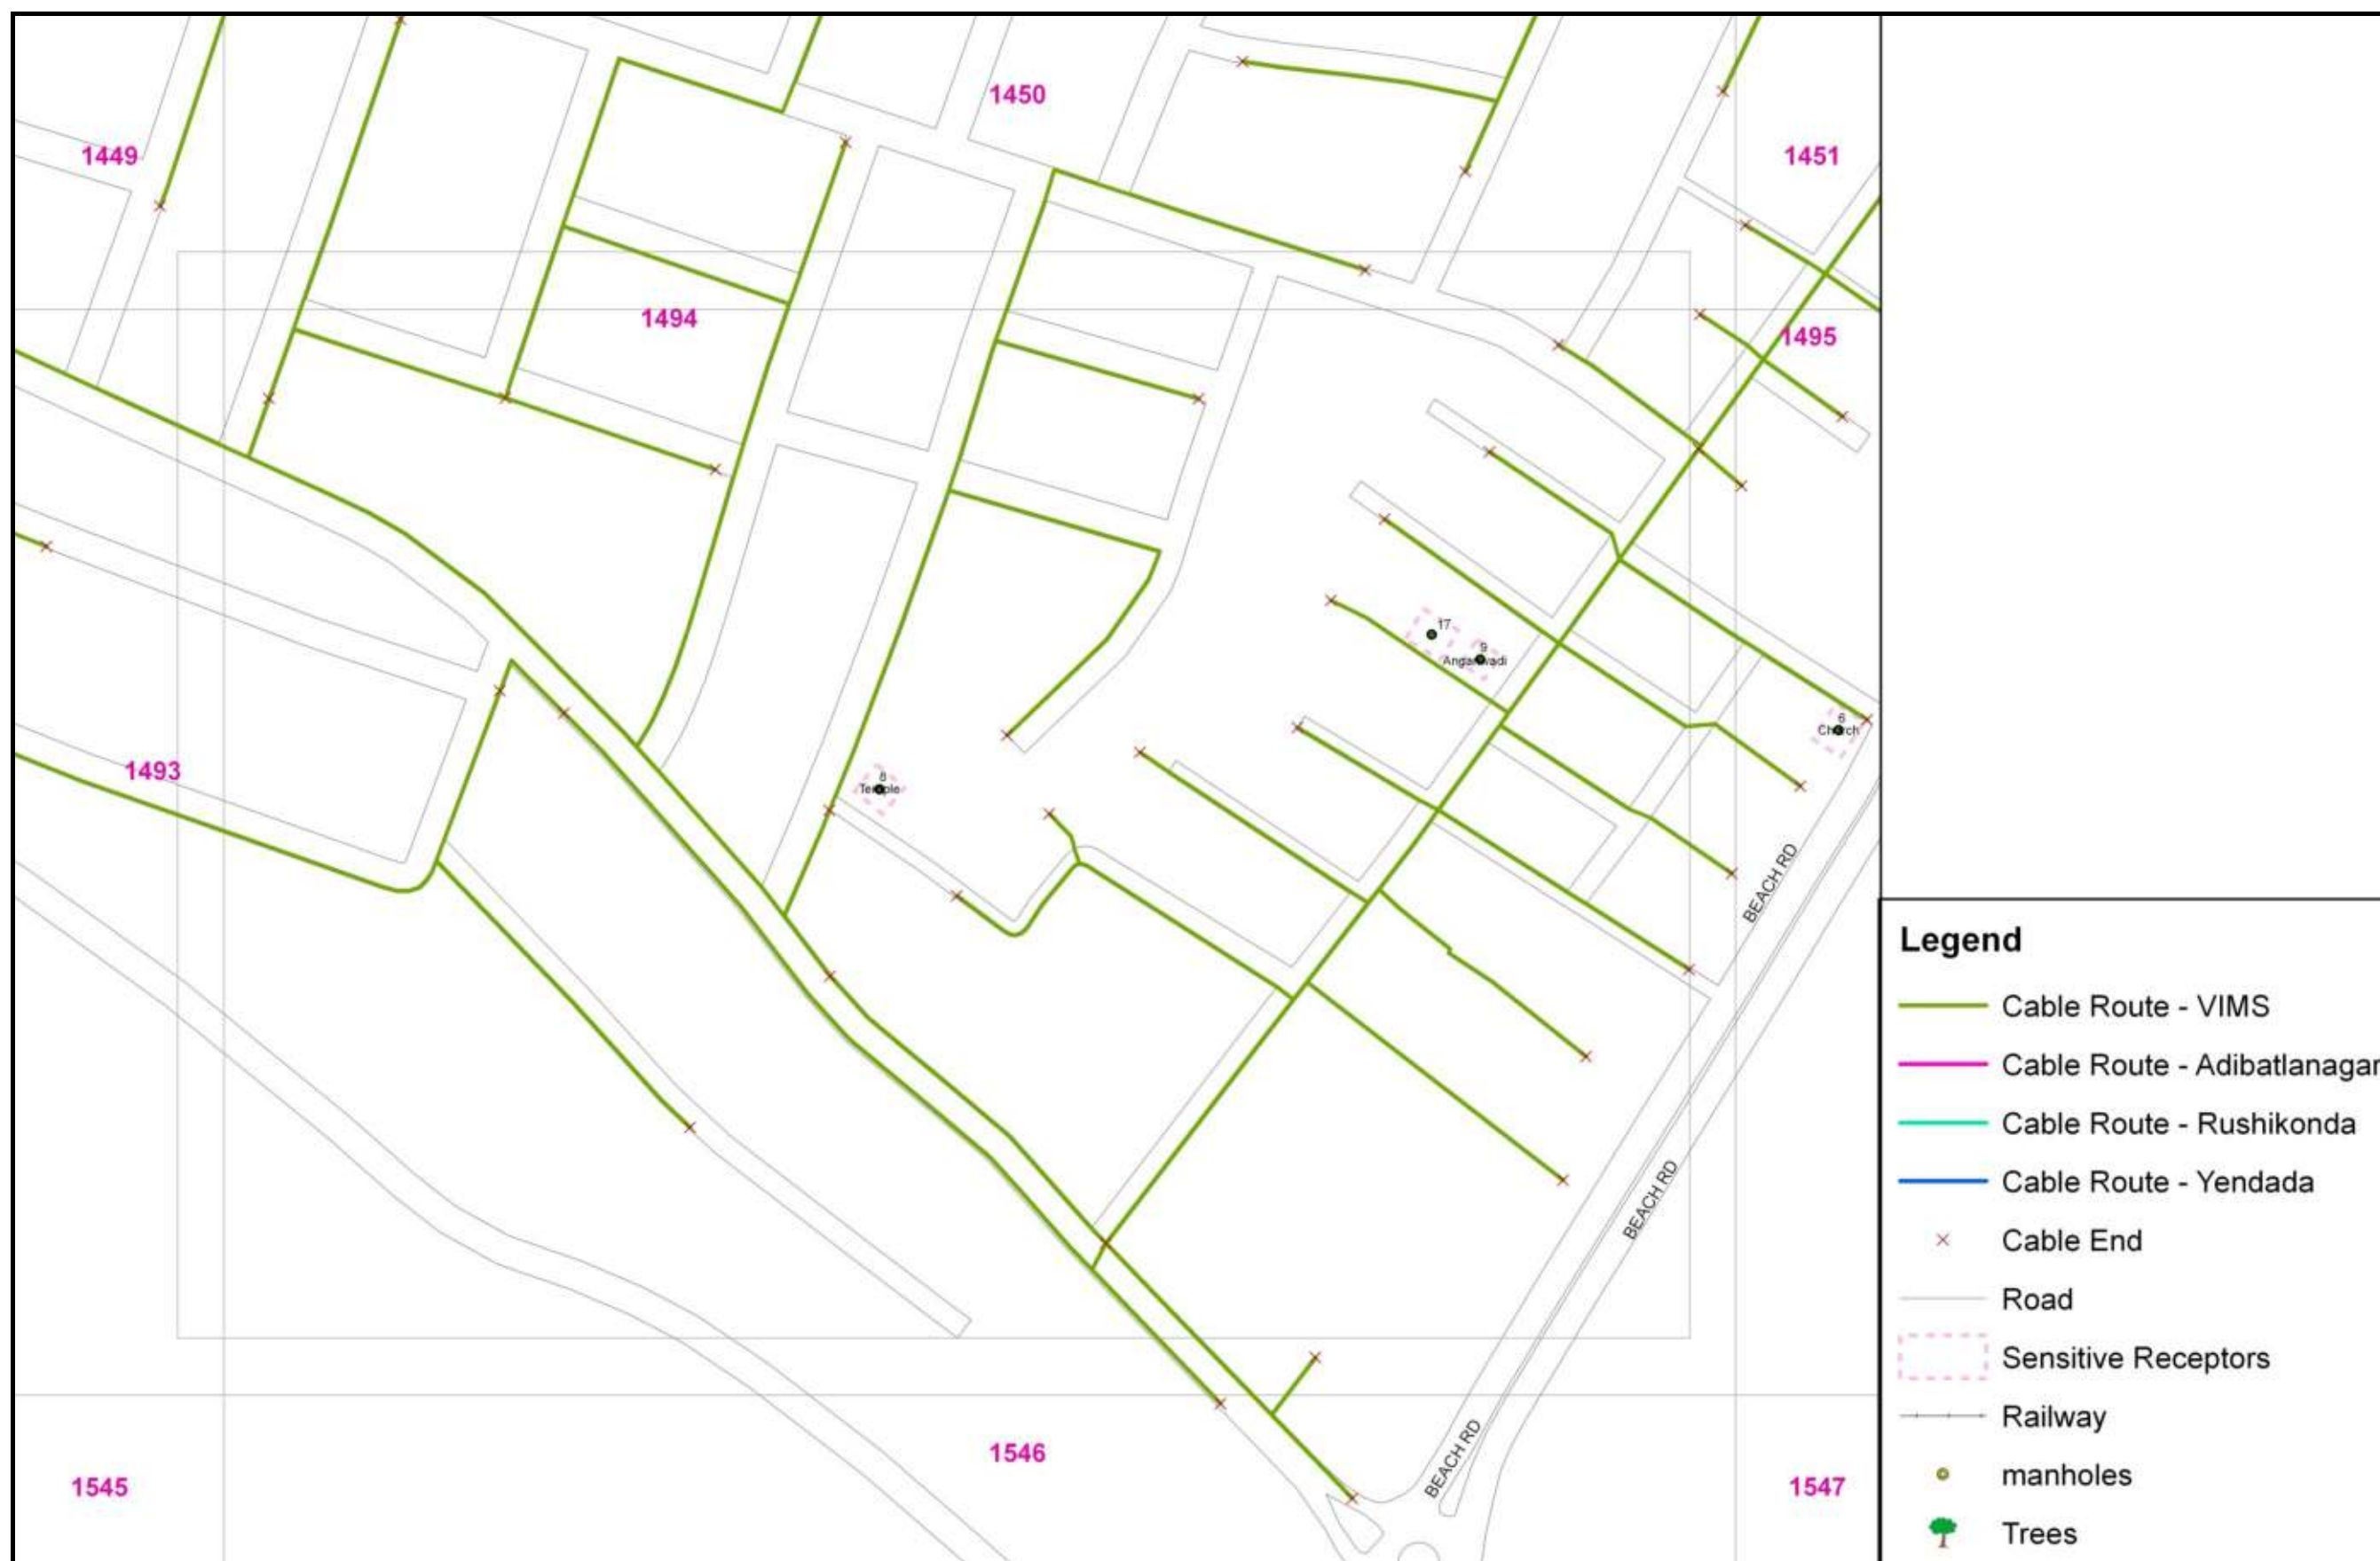 1450
1449
1451
1494
1495
17
9
Anganwadi
6
Church
1493
8
Temple
BEACH RD
BEACH RD
BEACH RD
1546
1545
1547
Legend
Cable Route - VIMS
Cable Route - Adibatlanagar
Cable Route - Rushikonda
Cable Route - Yendada
Cable End
Road
Sensitive Receptors
Railway
manholes
Trees